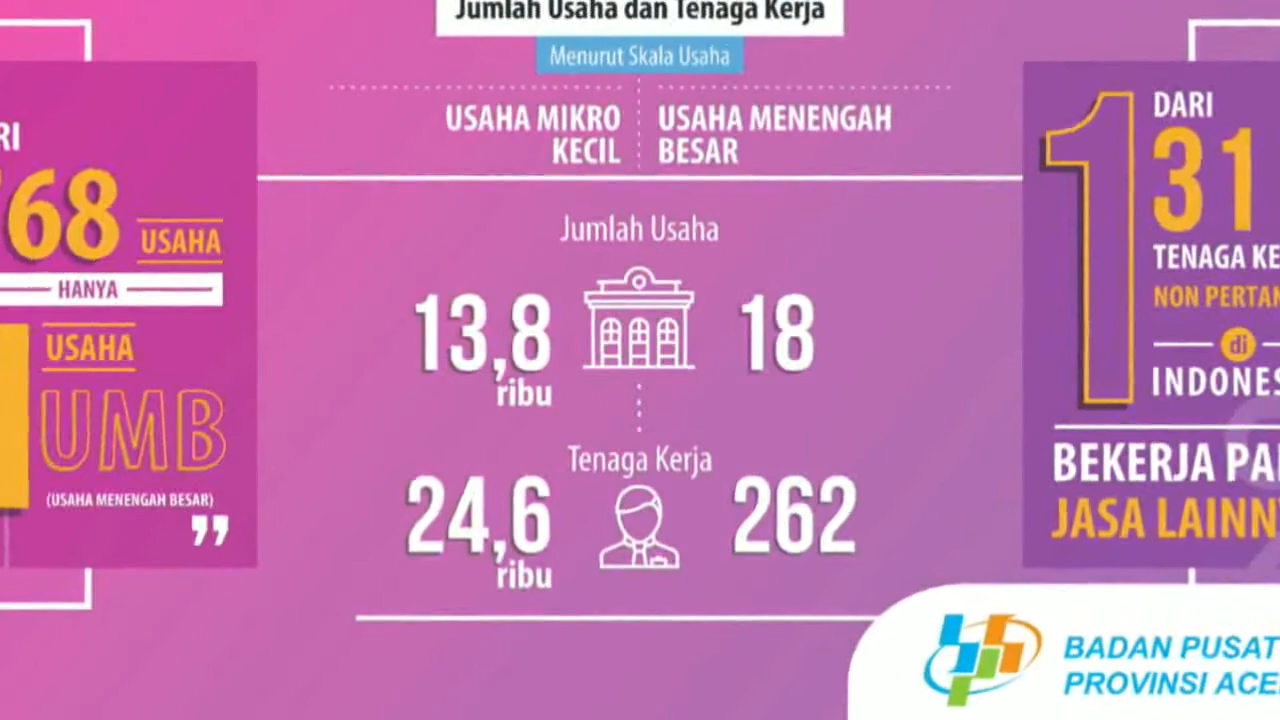 Jumlah Usaha dan Tenaga Kerja
Menurut Skala Usaha
USAHA MIKRO
KECIL
USAHA MENENGAH
BESAR
Jumlah Usaha
13,8
ribu
18
Tenaga Kerja
24,6
ribu
262
RI
68
USAHA
HANYA
USAHA
UMB
(USAHA MENENGAH BESAR)
”
1
DARI
31
TENAGA KE
NON PERTAN
di
INDONES
BEKERJA PA
JASA LAINN
BADAN PUSAT
PROVINSI ACE